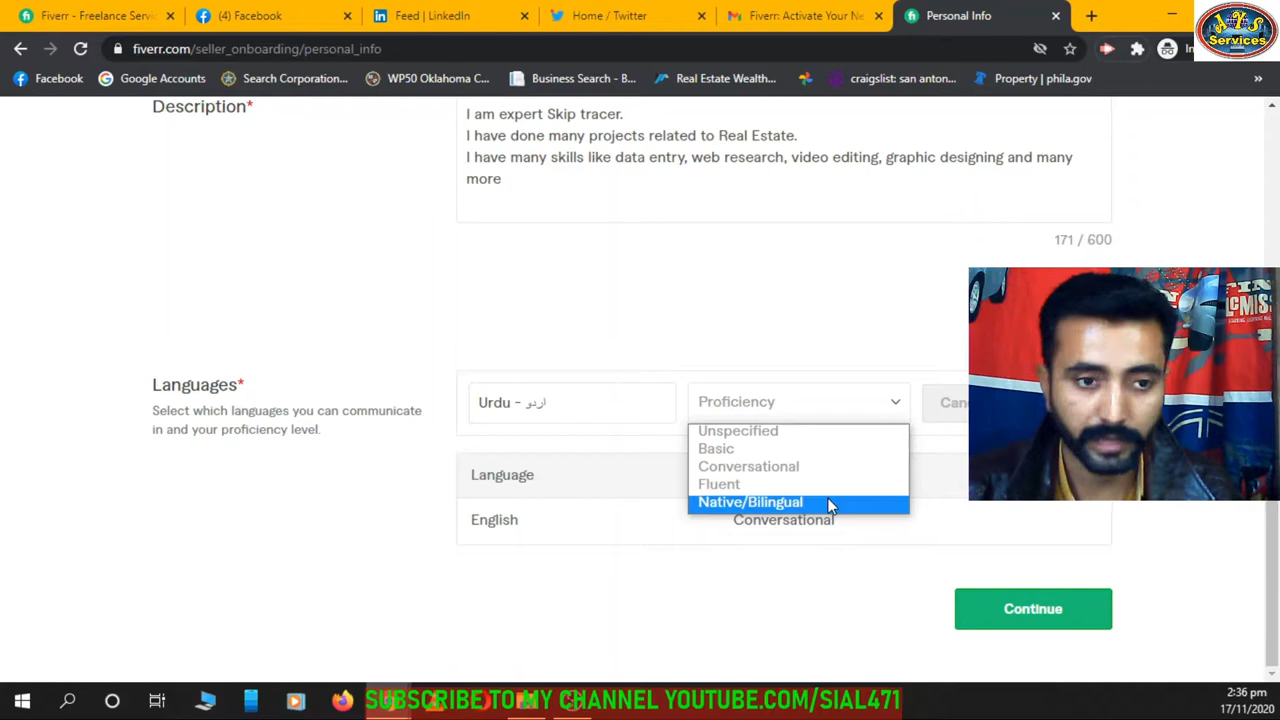 Fiverr - Freelance Servi
(4) Facebook
Feed | LinkedIn
Home / Twitter
Fiverr: Activate Your Ne
Personal Info
fiverr.com/seller_onboarding/personal_info
Facebook
Google Accounts
Search Corporation...
WP50 Oklahoma C...
Business Search - B...
Real Estate Wealth...
craigslist: san anton...
Property | phila.gov
AYS
Services
Description*
I am expert Skip tracer.
I have done many projects related to Real Estate.
I have many skills like data entry, web research, video editing, graphic designing and many
more
171 / 600
Languages*
Select which languages you can communicate
in and your proficiency level.
Urdu - اردو
Proficiency
Unspecified
Basic
Conversational
Fluent
Native/Bilingual
Language
English
Conversational
Continue
SUBSCRIBE TO MY CHANNEL YOUTUBE.COM/SIAL471
2:36 pm
17/11/2020